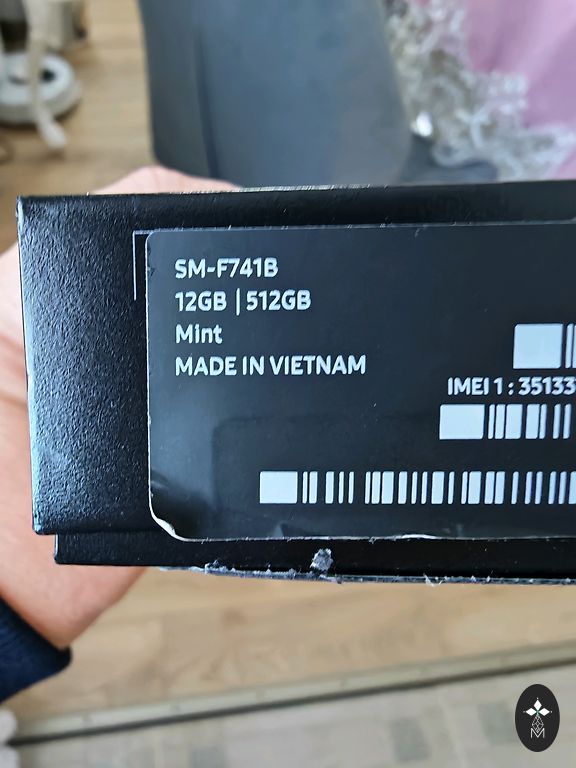 SM-F741B
12GB | 512GB
Mint
MADE IN VIETNAM
IMEI 1 : 35133